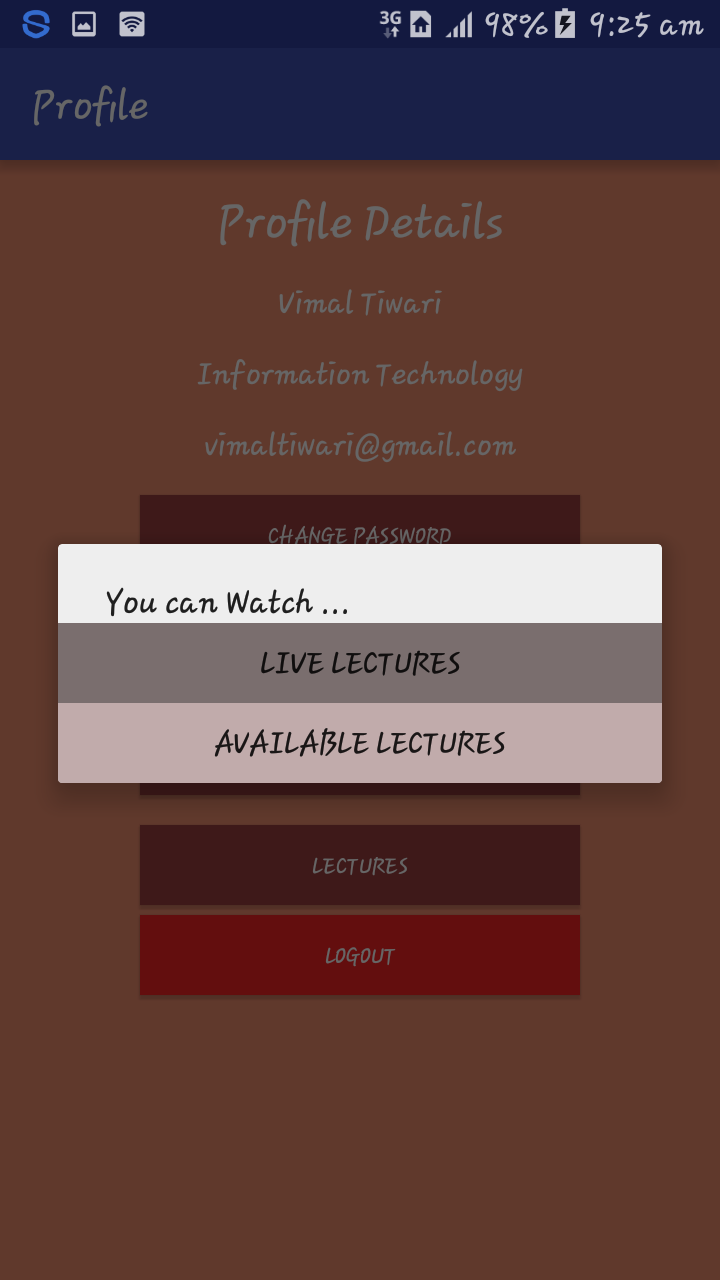 3G 98% 9:25 am
Profile
Profile Details
Vimal Tiwari
Information Technology
vimaltiwari@gmail.com
CHANGE PASSWORD
You can Watch ...
LIVE LECTURES
AVAILABLE LECTURES
LECTURES
LOGOUT